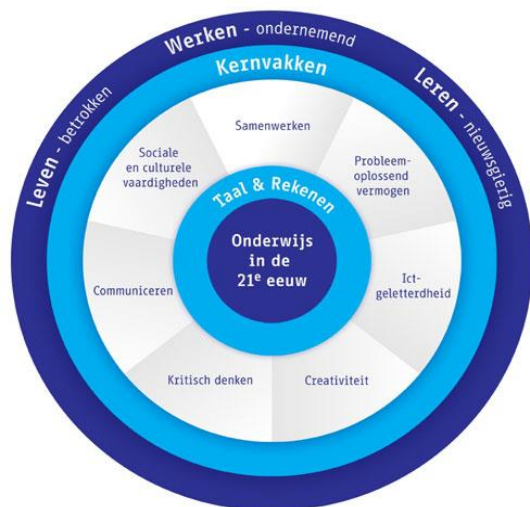 Werken - ondernemend
Leven - betrokken
Leren - nieuwsgierig
Kernvakken
Samenwerken
Probleem-
oplossend
vermogen
Ict-
geletterdheid
Creativiteit
Kritisch denken
Communiceren
Sociale
en culturele
vaardigheden
Taal & Rekenen
Onderwijs
in de
21e eeuw